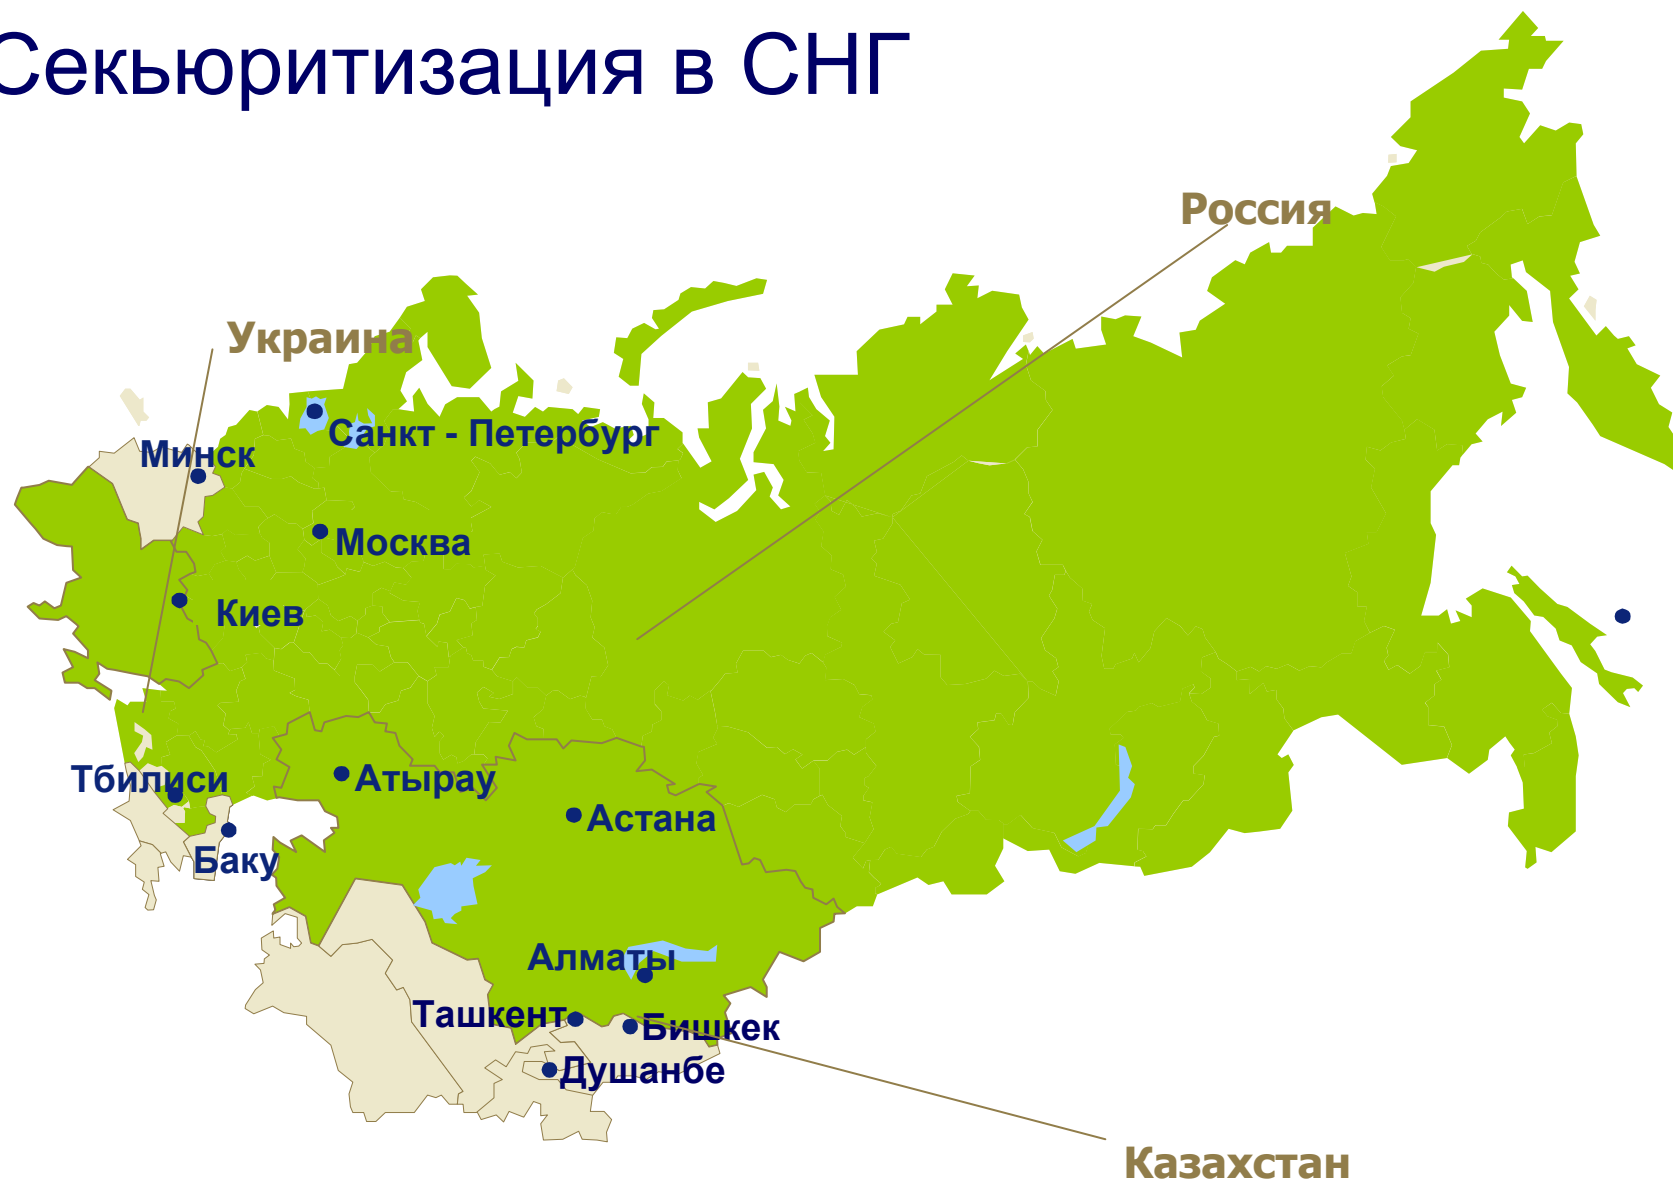 Секьюритизация в СНГ
Россия
Украина
Санкт - Петербург
Минск
Москва
Киев
Тбилиси
Атырау
Астана
Баку
Алматы
Ташкент
Бишкек
Душанбе
Казахстан